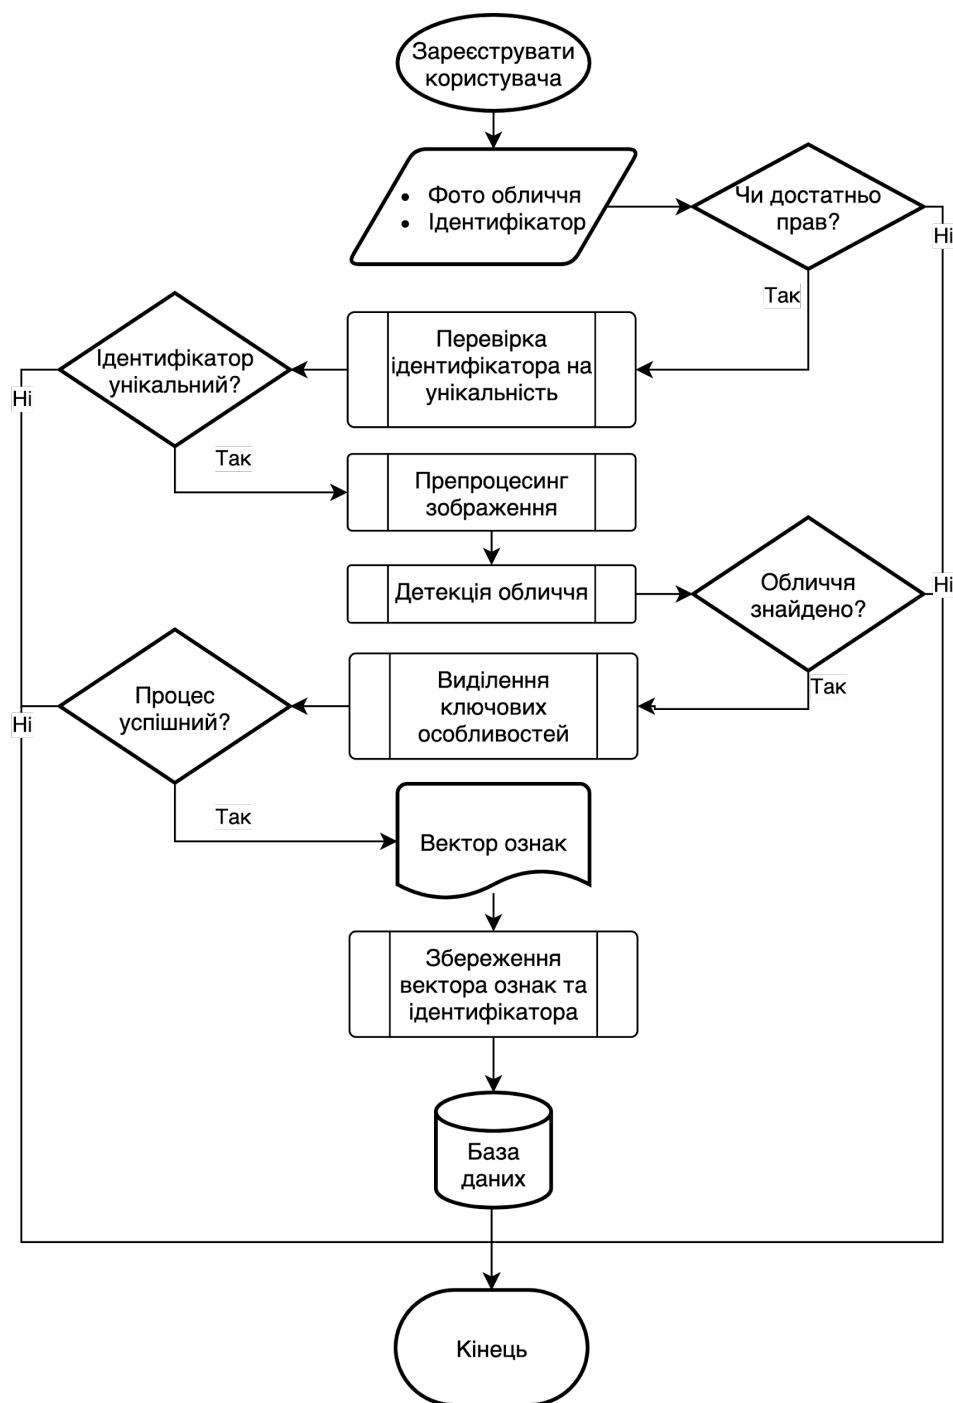 Зареєструвати
користувача
• Фото обличчя
• Ідентифікатор
Чи достатньо
прав?
Ні
Так
Перевірка
ідентифікатора на
унікальність
Ідентифікатор
унікальний?
Ні
Так
Препроцесинг
зображення
Детекція обличчя
Обличчя
знайдено?
Ні
Так
Виділення
ключових
особливостей
Процес
успішний?
Ні
Так
Вектор ознак
Збереження
вектора ознак та
ідентифікатора
База
даних
Кінець